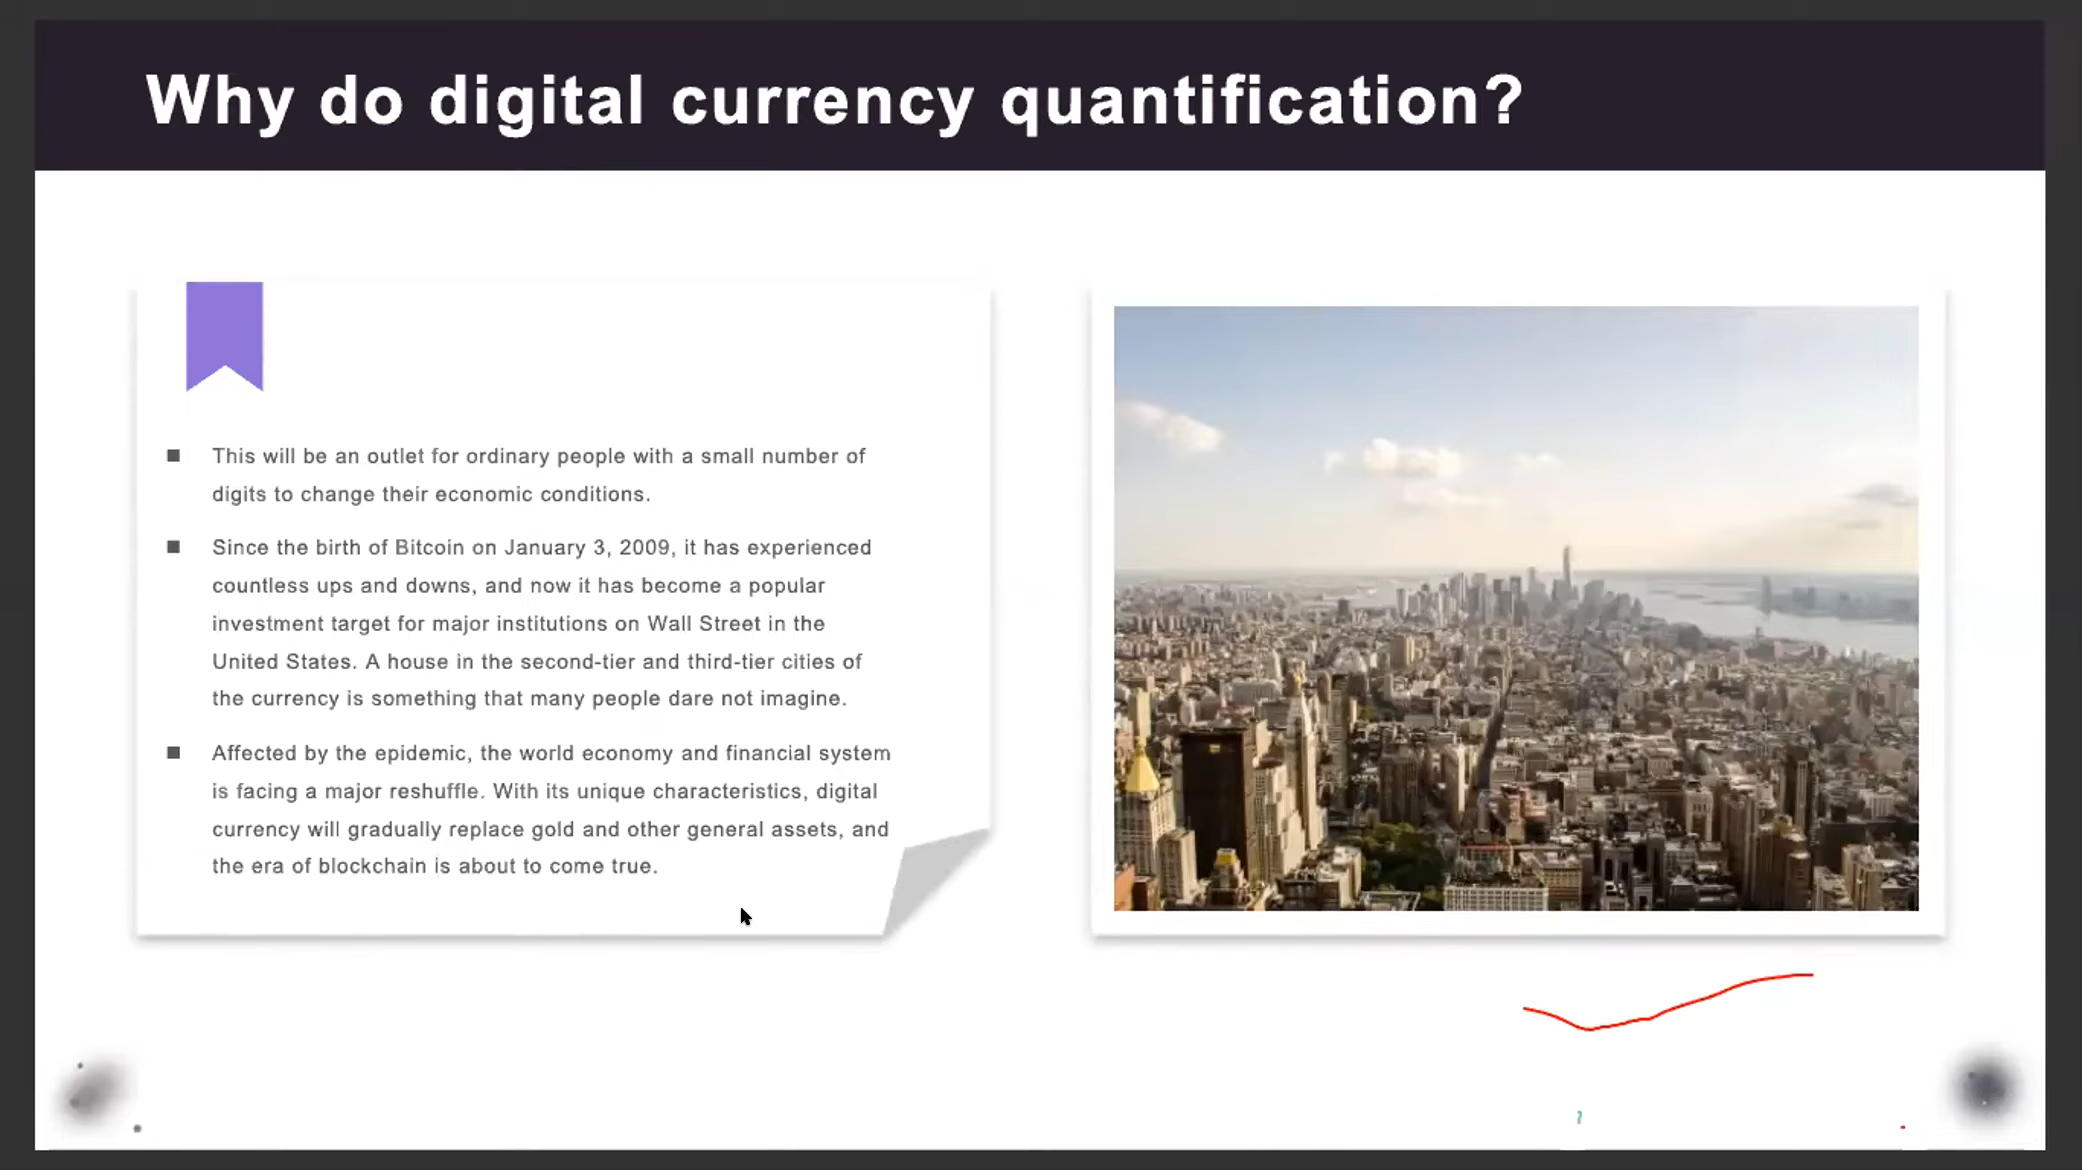 Why do digital currency quantification?
This will be an outlet for ordinary people with a small number of
digits to change their economic conditions.
Since the birth of Bitcoin on January 3, 2009, it has experienced
countless ups and downs, and now it has become a popular
investment target for major institutions on Wall Street in the
United States. A house in the second-tier and third-tier cities of
the currency is something that many people dare not imagine.
Affected by the epidemic, the world economy and financial system
is facing a major reshuffle. With its unique characteristics, digital
currency will gradually replace gold and other general assets, and
the era of blockchain is about to come true.